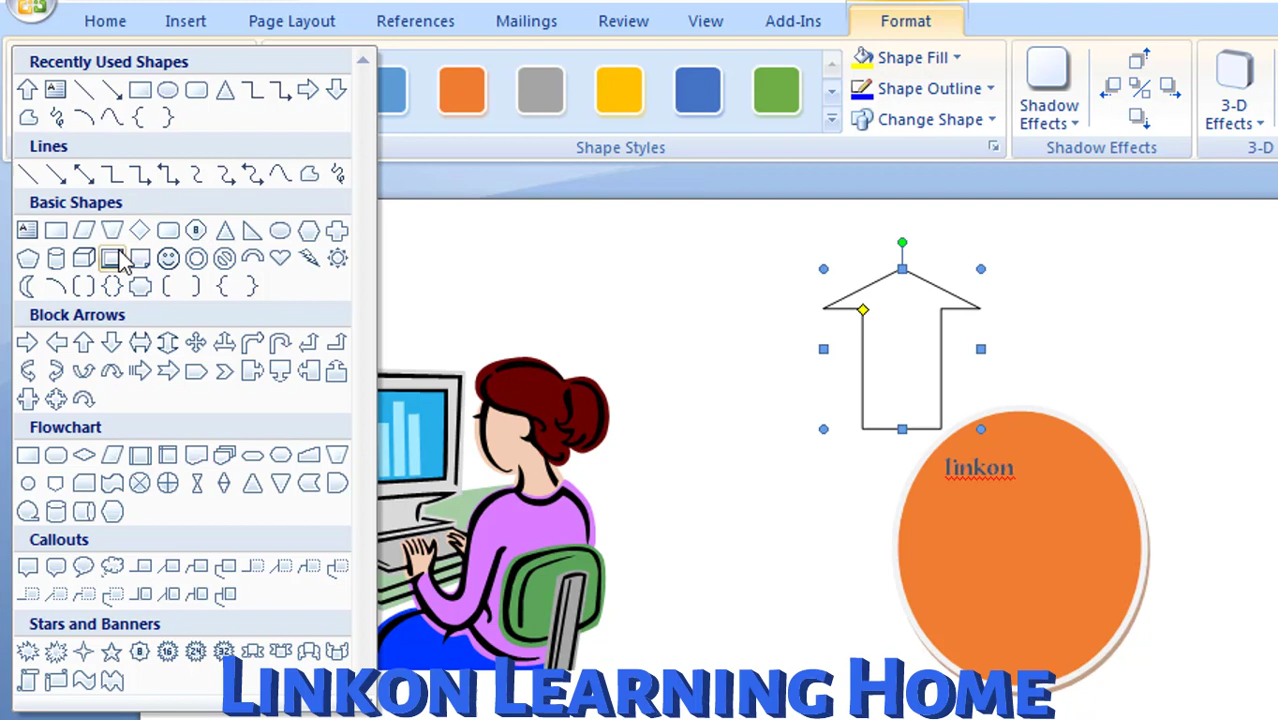 Home Insert Page Layout References Mailings Review View Add-Ins Format
Recently Used Shapes
Lines
Basic Shapes
Block Arrows
Flowchart
Callouts
Stars and Banners
Shape Fill
Shape Outline
Change Shape
Shape Styles
Shadow
Effects
Shadow Effects
3-D
Effects
3-D
linkon
LINKON LEARNING HOME